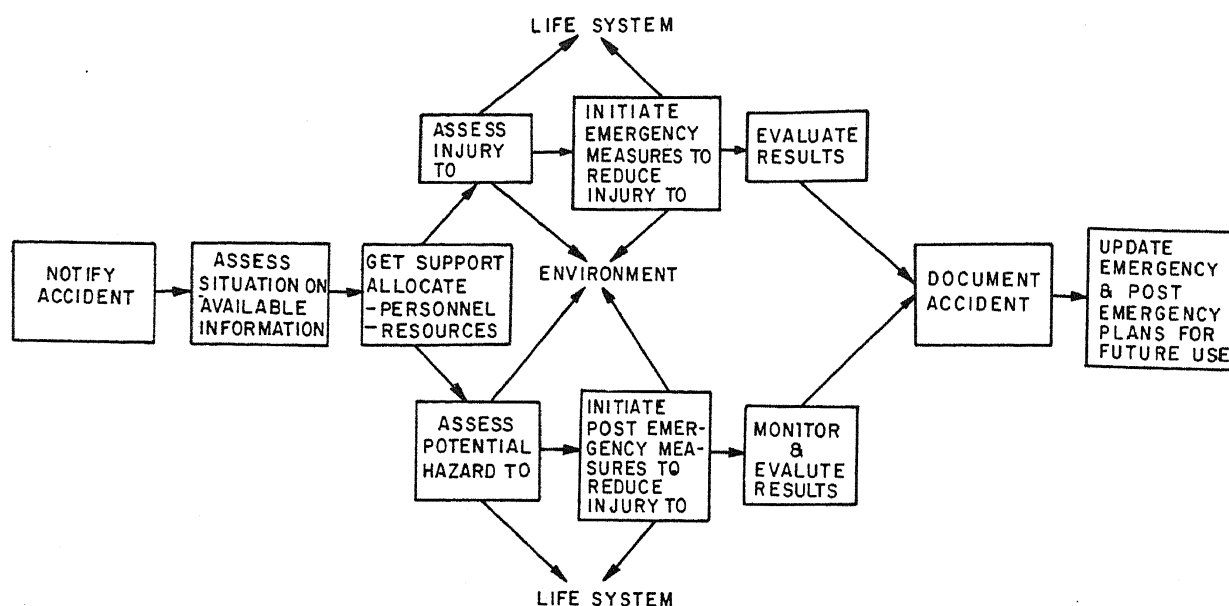 LIFE SYSTEM
ASSESS
INJURY
TO
INITIATE
EMERGENCY
MEASURES TO
REDUCE
INJURY TO
EVALUATE
RESULTS
NOTIFY
ACCIDENT
ASSESS
SITUATION ON
AVAILABLE
INFORMATION
GET SUPPORT
ALLOCATE
-PERSONNEL
-RESOURCES
ENVIRONMENT
DOCUMENT
ACCIDENT
UPDATE
EMERGENCY
& POST
EMERGENCY
PLANS FOR
FUTURE USE
ASSESS
POTENTIAL
HAZARD TO
INITIATE
POST EMER-
GENCY MEA-
SURES TO
REDUCE
INJURY TO
MONITOR
&
EVALUTE
RESULTS
LIFE SYSTEM